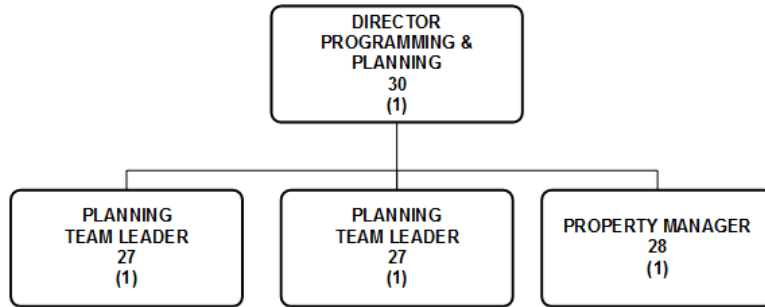 DIRECTOR
PROGRAMMING &
PLANNING
30
(1)
PLANNING
TEAM LEADER
27
(1)
PLANNING
TEAM LEADER
27
(1)
PROPERTY MANAGER
28
(1)